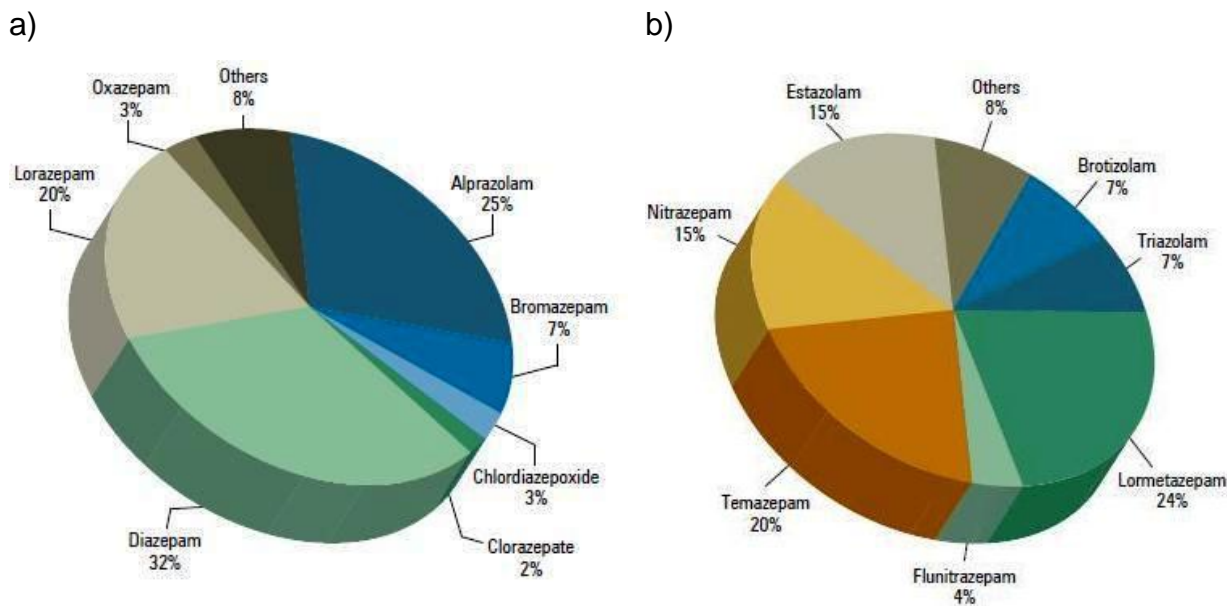 a)
Oxazepam
3%
Others
8%
Lorazepam
20%
Alprazolam
25%
Bromazepam
7%
Chlordiazepoxide
3%
Clorazepate
2%
Diazepam
32%
b)
Estazolam
15%
Others
8%
Brotizolam
7%
Nitrazepam
15%
Triazolam
7%
Lormetazepam
24%
Temazepam
20%
Flunitrazepam
4%